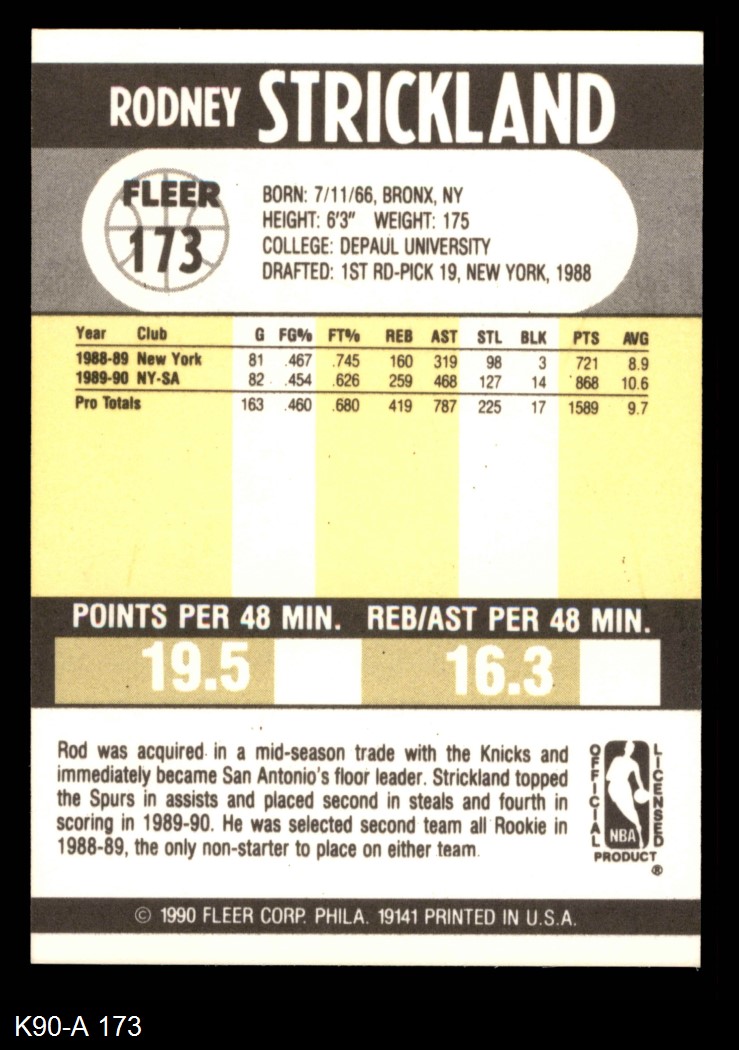 RODNEY STRICKLAND
FLEER
173
BORN: 7/11/66, BRONX, NY
HEIGHT: 6'3" WEIGHT: 175
COLLEGE: DEPAUL UNIVERSITY
DRAFTED: 1ST RD-PICK 19, NEW YORK, 1988
Year Club G FG% FT% REB AST STL BLK PTS AVG
1988-89 New York 81 .467 .745 160 319 98 3 721 8.9
1989-90 NY-SA 82 .454 .626 259 468 127 14 868 10.6
Pro Totals 163 .460 .680 419 787 225 17 1589 9.7
POINTS PER 48 MIN. REB/AST PER 48 MIN.
19.5 16.3
Rod was acquired in a mid-season trade with the Knicks and
immediately became San Antonio's floor leader. Strickland topped
the Spurs in assists and placed second in steals and fourth in
scoring in 1989-90. He was selected second team all Rookie in
1988-89, the only non-starter to place on either team.
OFFICIAL
LICENSED
NBA
PRODUCT
®
© 1990 FLEER CORP. PHILA. 19141 PRINTED IN U.S.A.
K90-A 173